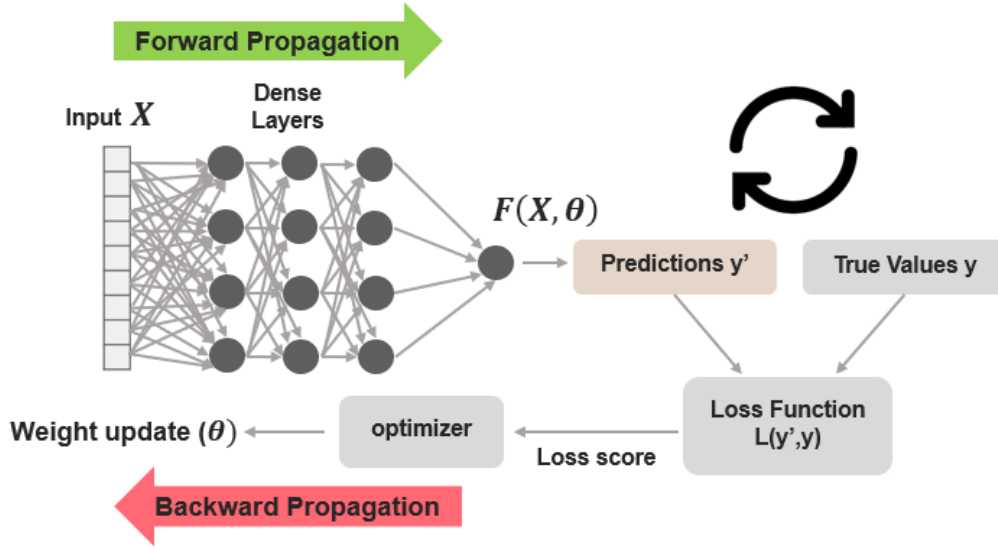 Forward Propagation
Input X
Dense
Layers
F(X, θ)
Predictions y’
True Values y
Loss Function
L(y’,y)
Loss score
optimizer
Weight update (θ)
Backward Propagation